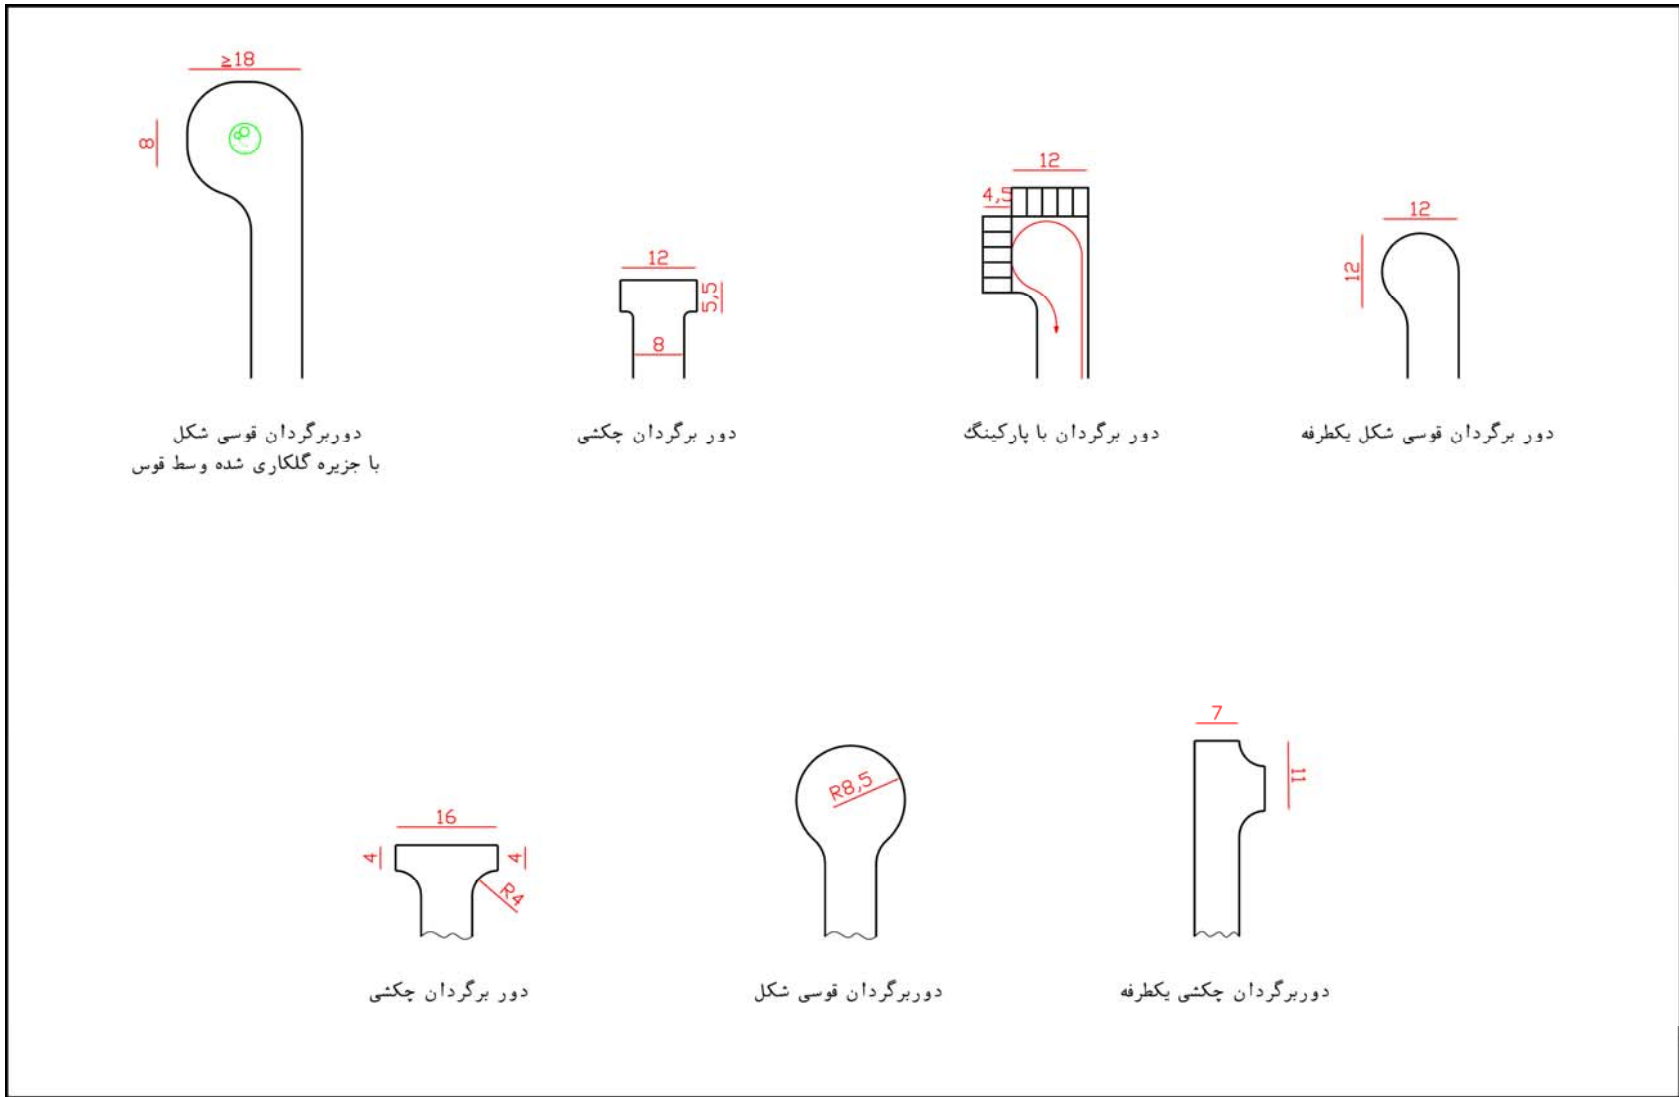 ≥18
8
دوربرگردان قوسی شکل
با جزیره گلکاری شده وسط قوس
12
5,5
8
دور برگردان چکشی
12
4,5
دور برگردان با پارکینگ
12
12
دور برگردان قوسی شکل یکطرفه
16
4
4
R4
دور برگردان چکشی
R8,5
دوربرگردان قوسی شکل
7
11
دوربرگردان چکشی یکطرفه